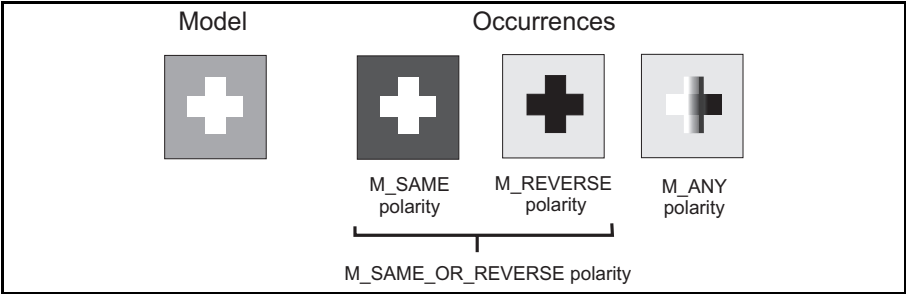 Model
Occurrences
M_SAME
polarity
M_REVERSE
polarity
M_ANY
polarity
M_SAME_OR_REVERSE polarity